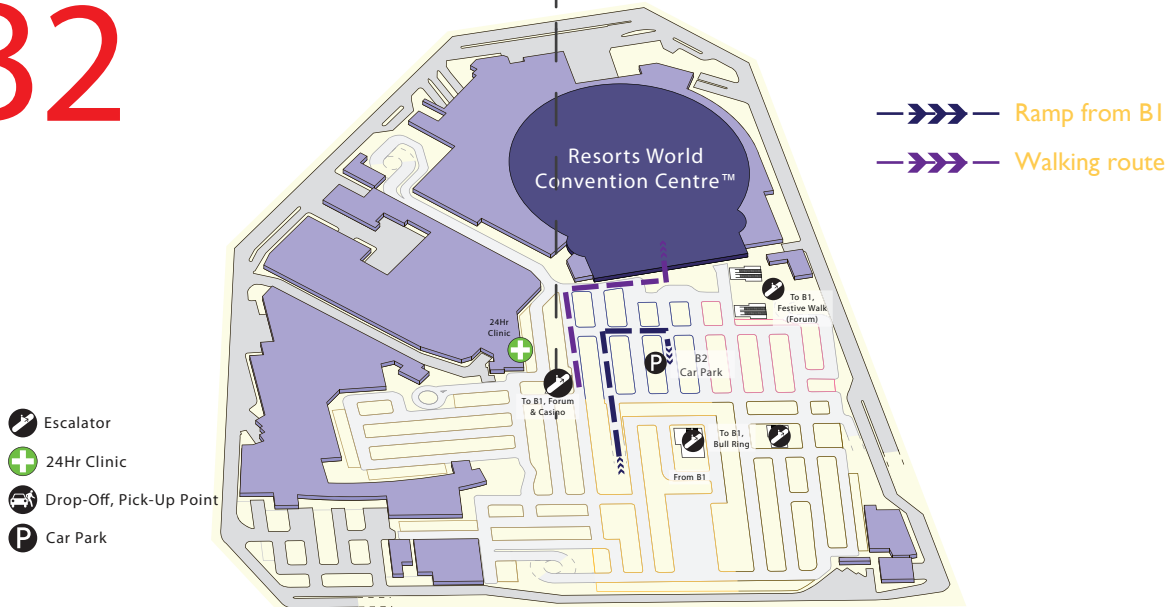 B2
Resorts World
Convention Centre™
Ramp from B1
Walking route
To B1,
Festive Walk
(Forum)
24Hr
Clinic
P
B2
Car Park
To B1, Forum
& Casino
To B1,
Bull Ring
From B1
Escalator
24Hr Clinic
Drop-Off, Pick-Up Point
P Car Park